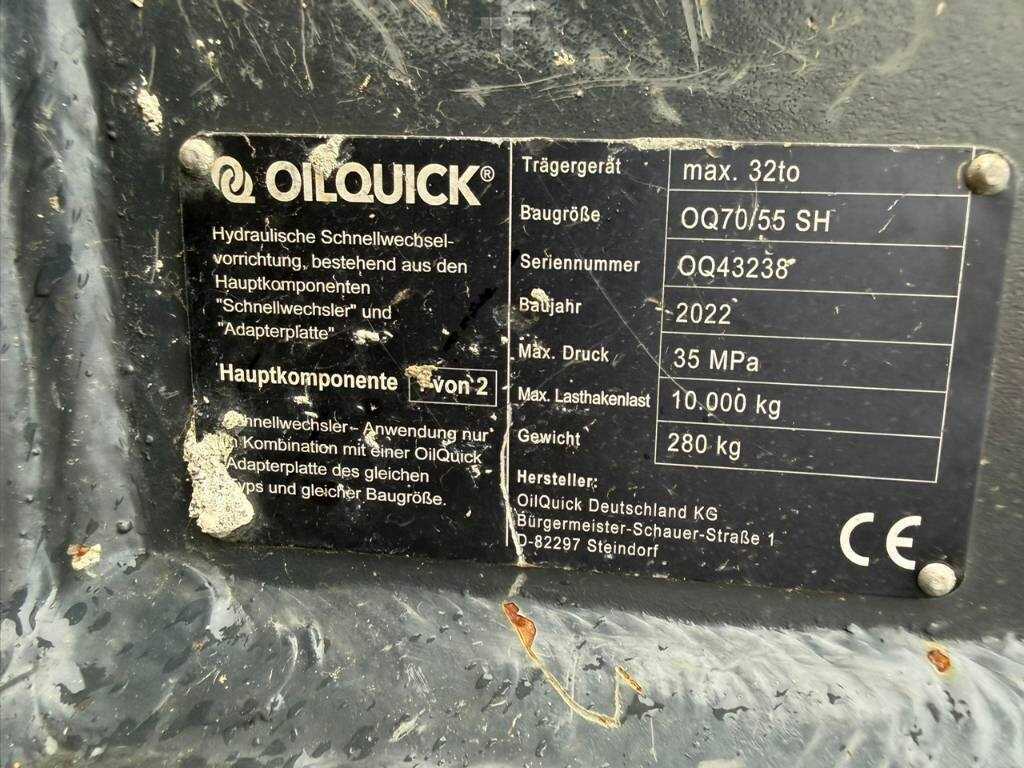 OILQUICK®
Hydraulische Schnellwechsel-
vorrichtung, bestehend aus den
Hauptkomponenten
"Schnellwechsler" und
"Adapterplatte"
Hauptkomponente von 2
Anwendung nur
Kombination mit einer OilQuick
Adapterplatte des gleichen
und gleicher Baugröße.
Trägergerät max. 32to
Baugröße OQ70/55 SH
Seriennummer OQ43238
Baujahr 2022
Max. Druck 35 MPa
Max. Lasthakenlast 10.000 kg
Gewicht 280 kg
Hersteller:
OilQuick Deutschland KG
Bürgermeister-Schauer-Straße 1
D-82297 Steindorf
CE